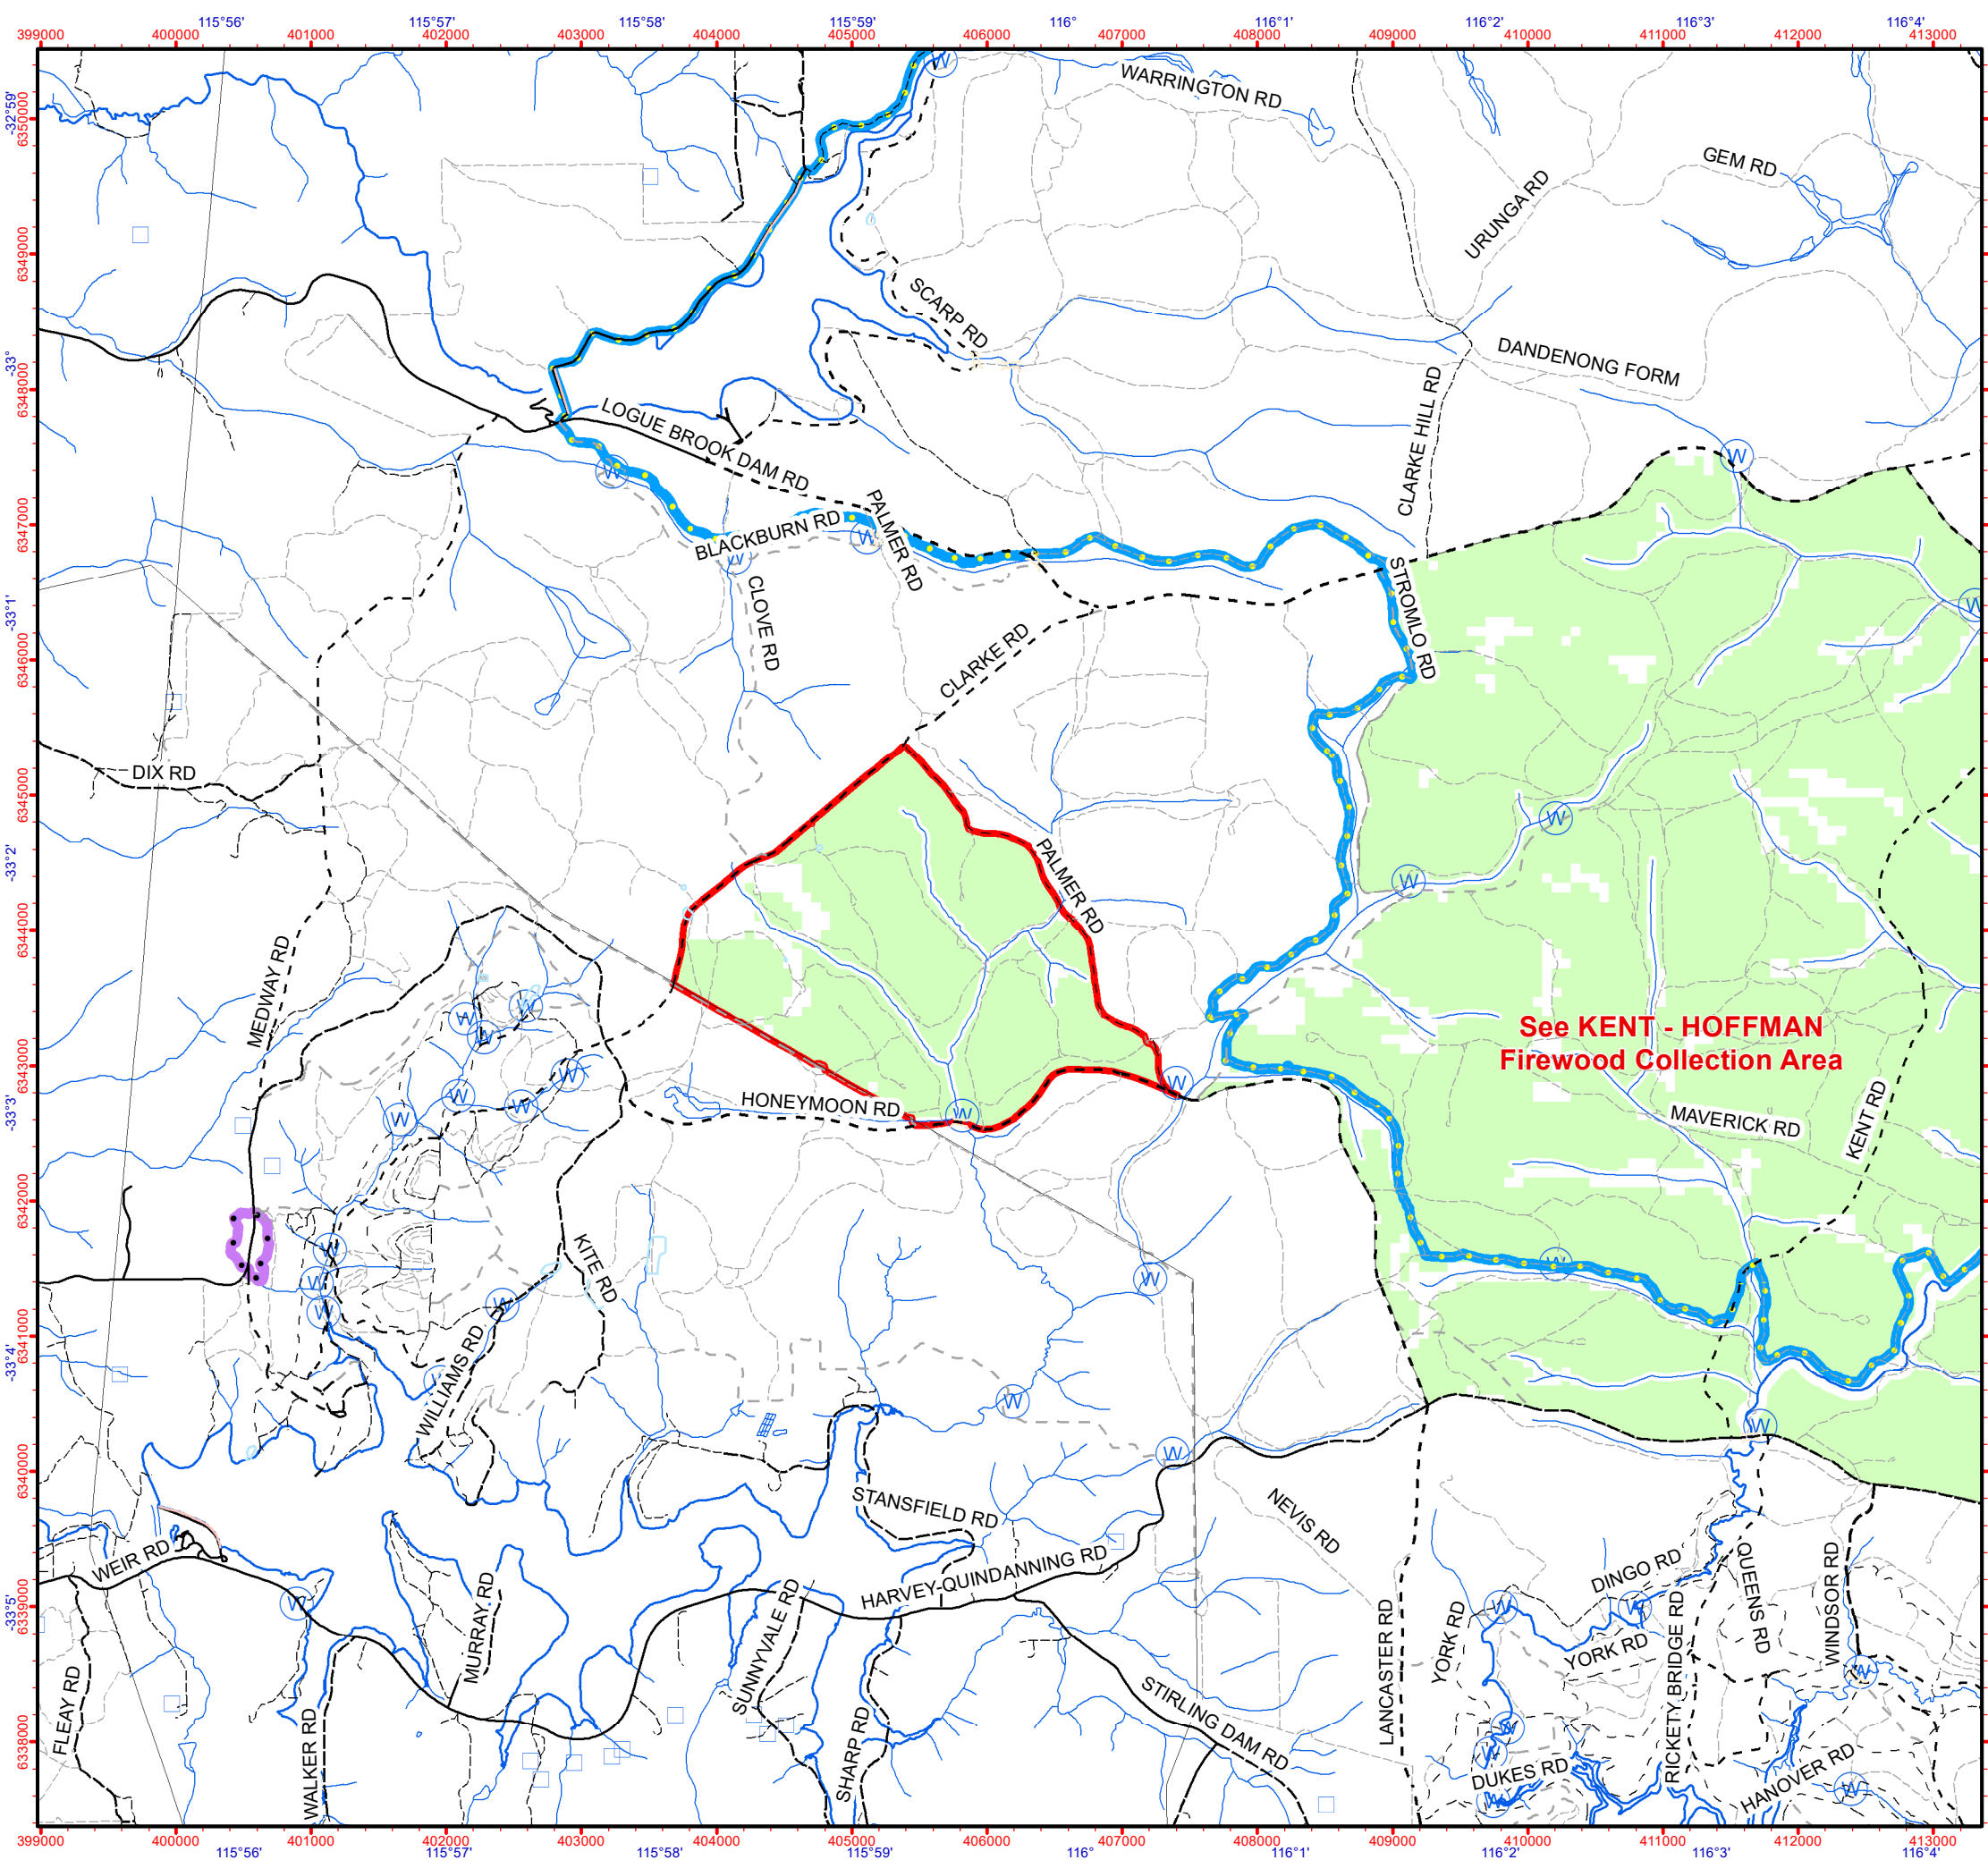 115°56' 115°57' 115°58' 115°59' 116° 116°1' 116°2' 116°3' 116°4'
399000 400000 401000 402000 403000 404000 405000 406000 407000 408000 409000 410000 411000 412000 413000
-32°59'
6350000
6349000
-33°
6348000
6347000
-33°1'
6346000
6345000
-33°2'
6344000
6343000
-33°3'
6342000
6341000
-33°4'
6340000
6339000
-33°5'
6338000
W
WARRINGTON RD
GEM RD
URUNGA RD
SCARP RD
DANDENONG FORM
CLARKE HILL RD
LOGUE BROOK DAM RD
W
W
PALMER RD
BLACKBURN RD
W
W
STROMLO RD
CLOVE RD
W
CLARKE RD
DIX RD
W
PALMER RD
W
MEDWAY RD
W
W
W
See KENT - HOFFMAN
Firewood Collection Area
W
W
W
W
W
HONEYMOON RD
W
W
MAVERICK RD
KENT RD
KITE RD
W
W
W
W
W
W
W
WILLIAMS RD
W
W
W
W
STANSFIELD RD
NEVIS RD
WEIR RD
HARVEY-QUINDANNING RD
DINGO RD
QUEENS RD
WINDSOR RD
W
MURRAY RD
SUNNYVALE RD
LANCASTER RD
YORK RD
W
W
YORK RD
RICKETY BRIDGE RD
W
FLEAY RD
WALKER RD
SHARP RD
STIRLING DAM RD
W
W
DUKES RD
W
HANOVER RD
W
399000 400000 401000 402000 403000 404000 405000 406000 407000 408000 409000 410000 411000 412000 413000
115°56' 115°57' 115°58' 115°59' 116° 116°1' 116°2' 116°3' 116°4'